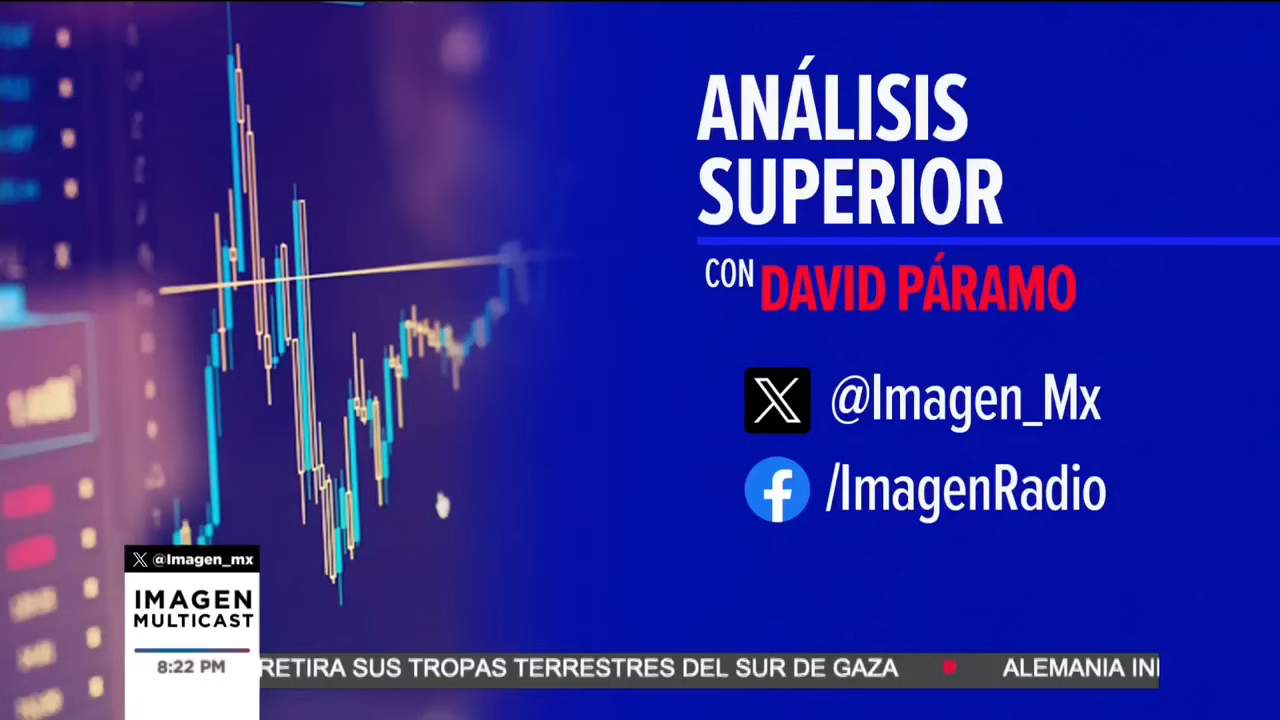 ANÁLISIS
SUPERIOR
CON DAVID PÁRAMO
@Imagen_Mx
/ImagenRadio
@Imagen_mx
IMAGEN
MULTICAST
8:22 PM
RETIRA SUS TROPAS TERRESTRES DEL SUR DE GAZA ALEMANIA